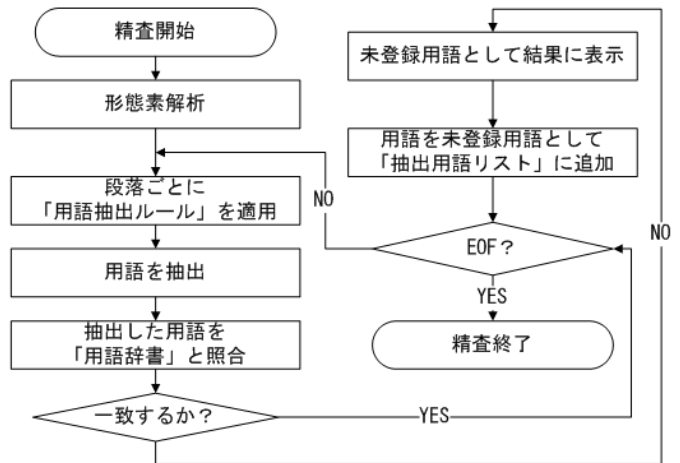 精査開始
形態素解析
段落ごとに
「用語抽出ルール」を適用
用語を抽出
抽出した用語を
「用語辞書」と照合
一致するか？
YES
NO
未登録用語として結果に表示
用語を未登録用語として
「抽出用語リスト」に追加
EOF？
NO
YES
精査終了